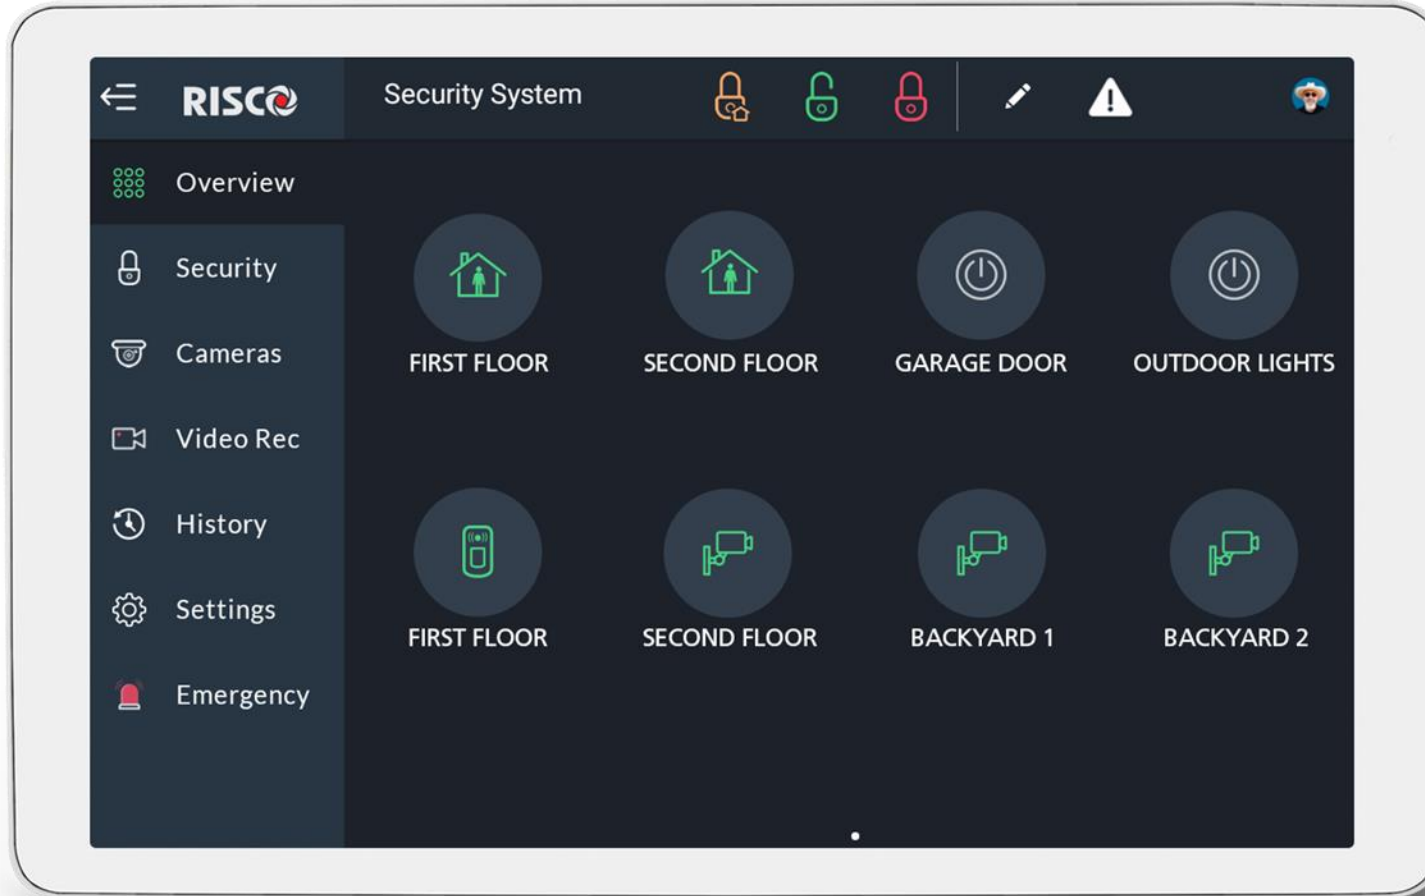 RISCO
Security System
Overview
Security
Cameras
Video Rec
History
Settings
Emergency
FIRST FLOOR
SECOND FLOOR
GARAGE DOOR
OUTDOOR LIGHTS
FIRST FLOOR
SECOND FLOOR
BACKYARD 1
BACKYARD 2